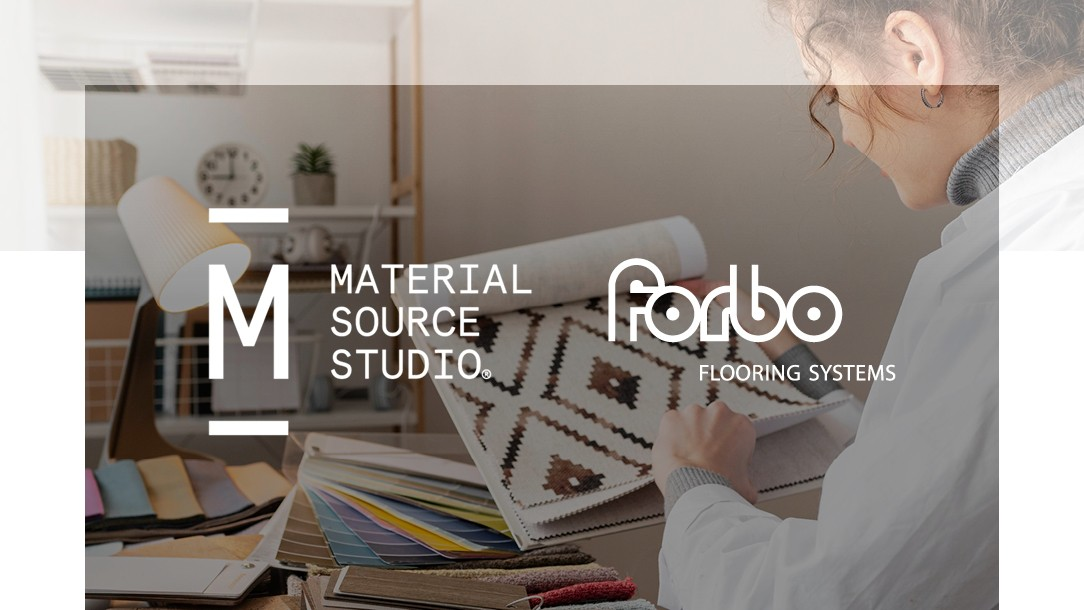 M
MATERIAL
SOURCE
STUDIO®
forbo
FLOORING SYSTEMS